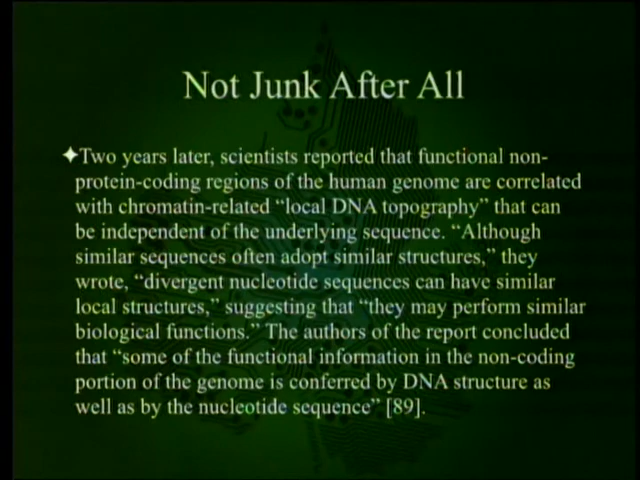 Not Junk After All
✦Two years later, scientists reported that functional non-
protein-coding regions of the human genome are correlated
with chromatin-related “local DNA topography” that can
be independent of the underlying sequence. “Although
similar sequences often adopt similar structures,” they
wrote, “divergent nucleotide sequences can have similar
local structures,” suggesting that “they may perform similar
biological functions.” The authors of the report concluded
that “some of the functional information in the non-coding
portion of the genome is conferred by DNA structure as
well as by the nucleotide sequence” [89].